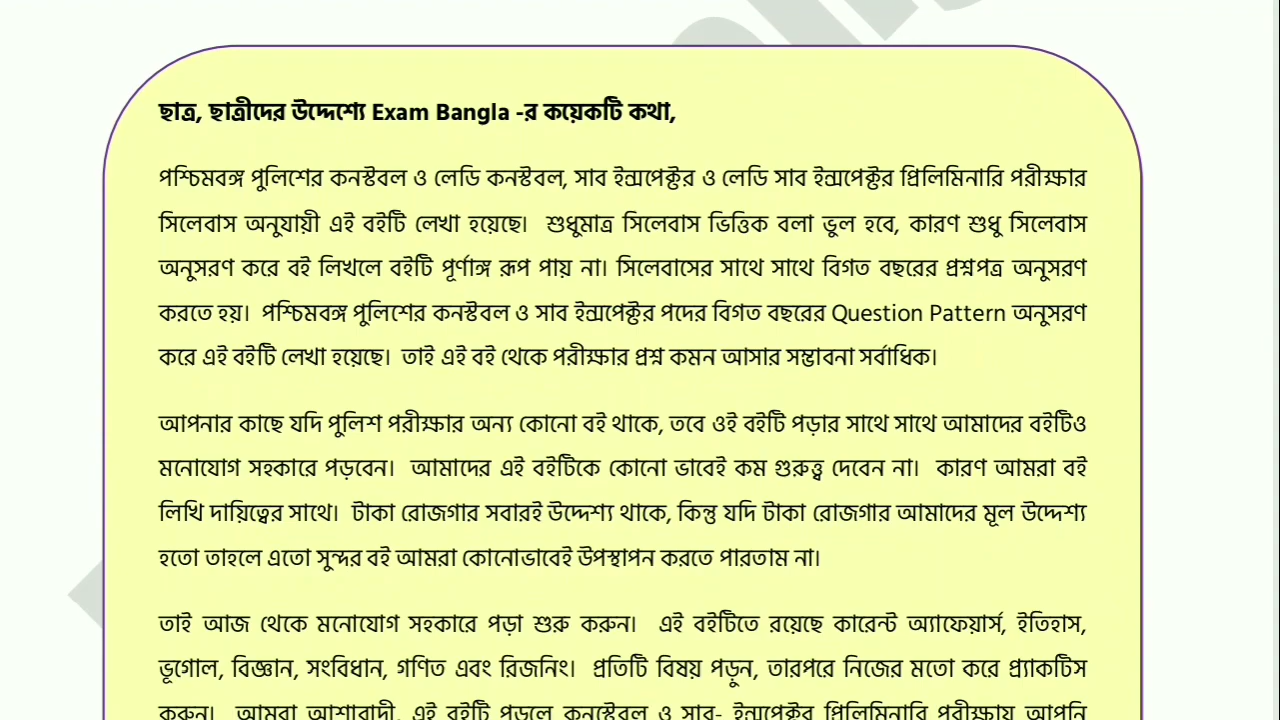 ছাত্র, ছাত্রীদের উদ্দেশ্যে Exam Bangla -র কয়েকটি কথা,
পশ্চিমবঙ্গ পুলিশের কনস্টবল ও লেডি কনস্টবল, সাব ইন্সপেক্টর ও লেডি সাব ইন্সপেক্টর প্রিলিমিনারি পরীক্ষার
সিলেবাস অনুযায়ী এই বইটি লেখা হয়েছে। শুধুমাত্র সিলেবাস ভিত্তিক বলা ভুল হবে, কারণ শুধু সিলেবাস
অনুসরণ করে বই লিখলে বইটি পূর্ণাঙ্গ রূপ পায় না। সিলেবাসের সাথে সাথে বিগত বছরের প্রশ্নপত্র অনুসরণ
করতে হয়। পশ্চিমবঙ্গ পুলিশের কনস্টবল ও সাব ইন্সপেক্টর পদের বিগত বছরের Question Pattern অনুসরণ
করে এই বইটি লেখা হয়েছে। তাই এই বই থেকে পরীক্ষার প্রশ্ন কমন আসার সম্ভাবনা সর্বাধিক।
আপনার কাছে যদি পুলিশ পরীক্ষার অন্য কোনো বই থাকে, তবে ওই বইটি পড়ার সাথে সাথে আমাদের বইটিও
মনোযোগ সহকারে পড়বেন। আমাদের এই বইটিকে কোনো ভাবেই কম গুরুত্ব দেবেন না। কারণ আমরা বই
লিখি দায়িত্বের সাথে। টাকা রোজগার সবারই উদ্দেশ্য থাকে, কিন্তু যদি টাকা রোজগার আমাদের মূল উদ্দেশ্য
হতো তাহলে এতো সুন্দর বই আমরা কোনোভাবেই উপস্থাপন করতে পারতাম না।
তাই আজ থেকে মনোযোগ সহকারে পড়া শুরু করুন। এই বইটিতে রয়েছে কারেন্ট অ্যাফেয়ার্স, ইতিহাস,
ভূগোল, বিজ্ঞান, সংবিধান, গণিত এবং রিজনিং। প্রতিটি বিষয় পড়ুন, তারপরে নিজের মতো করে প্র্যাকটিস
করুন। আমরা আশাবাদী, এই বইটি পড়লে কনস্টেবল ও সাব- ইন্সপেক্টর প্রিলিমিনারি পরীক্ষায় আপনি